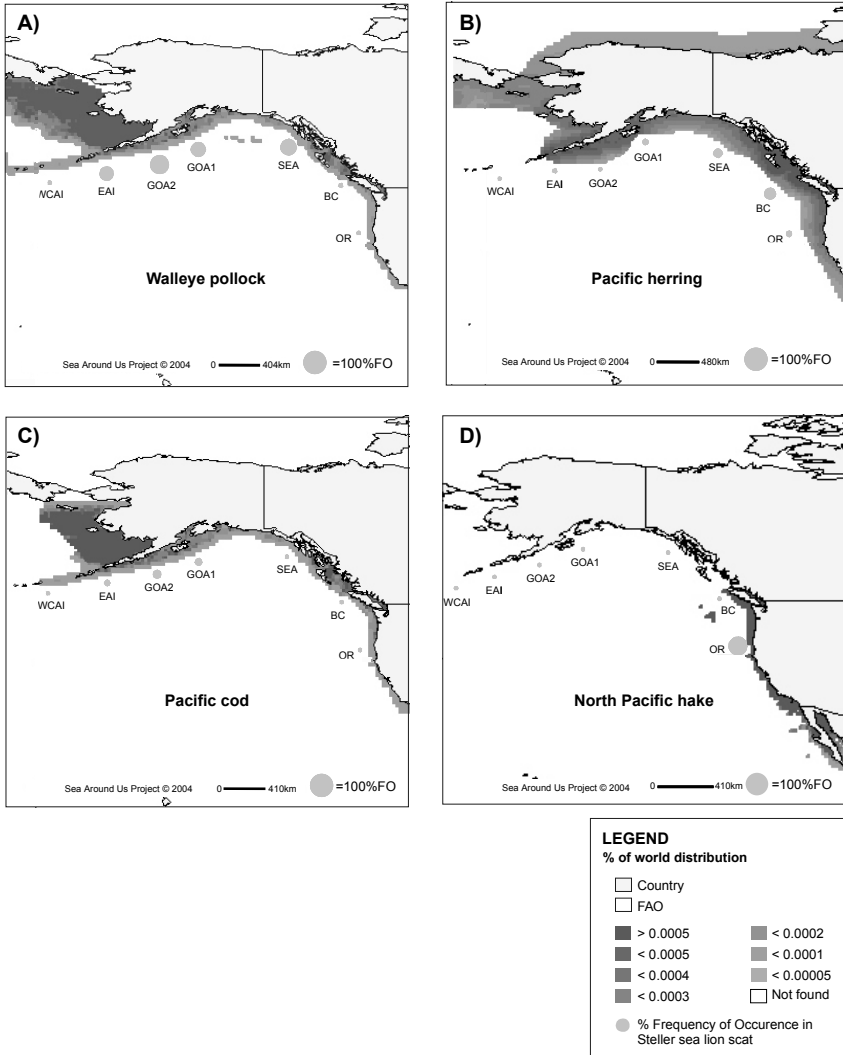 A)
WCAI
EAI
GOA2
GOA1
SEA
BC
OR
Walleye pollock
Sea Around Us Project © 2004 0 404km =100%FO
B)
WCAI
EAI
GOA2
GOA1
SEA
BC
OR
Pacific herring
Sea Around Us Project © 2004 0 480km =100%FO
C)
WCAI
EAI
GOA2
GOA1
SEA
BC
OR
Pacific cod
Sea Around Us Project © 2004 0 410km =100%FO
D)
WCAI
EAI
GOA2
GOA1
SEA
BC
OR
North Pacific hake
Sea Around Us Project © 2004 0 410km =100%FO
LEGEND
% of world distribution
Country
FAO
> 0.0005 < 0.0002
< 0.0005 < 0.0001
< 0.0004 < 0.00005
< 0.0003 Not found
% Frequency of Occurence in
Steller sea lion scat